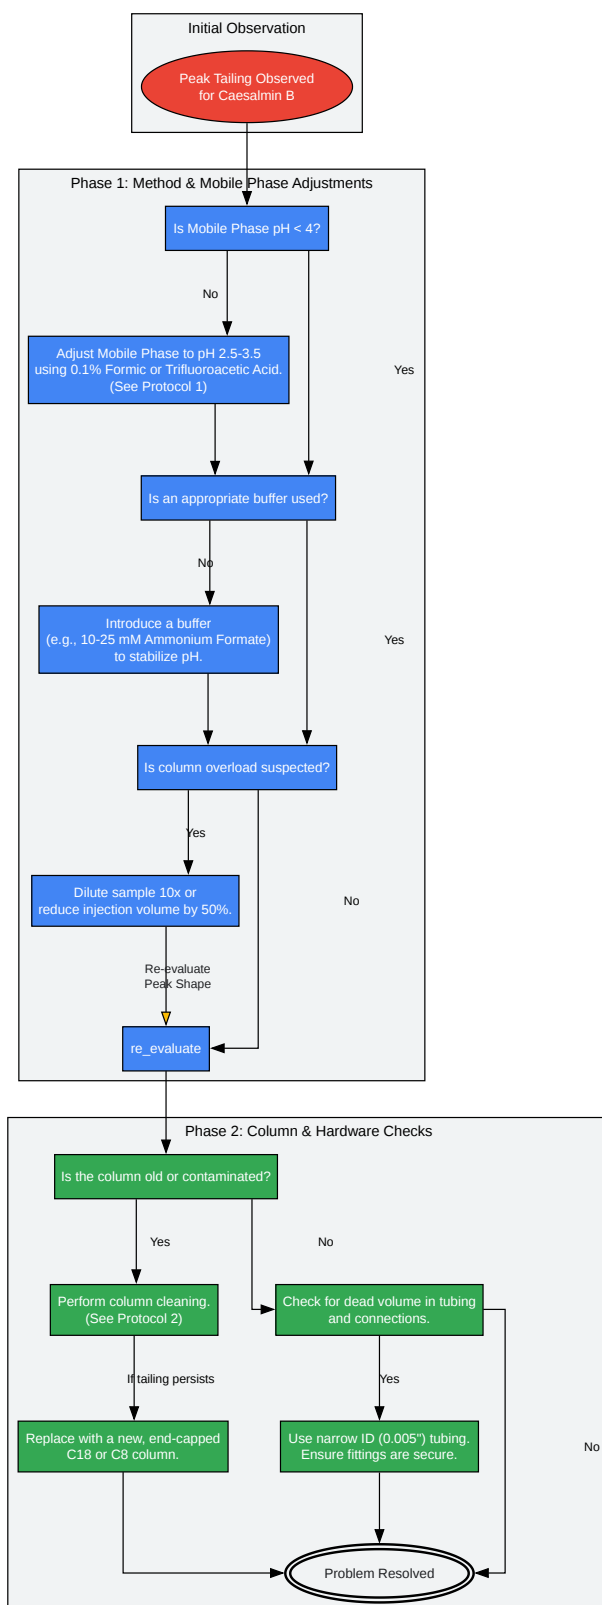 Initial Observation
Peak Tailing Observed
for Caesalmin B
Phase 1: Method & Mobile Phase Adjustments
Is Mobile Phase pH < 4?
No
Adjust Mobile Phase to pH 2.5-3.5
using 0.1% Formic or Trifluoroacetic Acid.
(See Protocol 1)
Yes
Is an appropriate buffer used?
No
Introduce a buffer
(e.g., 10-25 mM Ammonium Formate)
to stabilize pH.
Yes
Is column overload suspected?
Yes
Dilute sample 10x or
reduce injection volume by 50%.
No
Re-evaluate
Peak Shape
re_evaluate
Phase 2: Column & Hardware Checks
Is the column old or contaminated?
Yes
No
Perform column cleaning.
(See Protocol 2)
Check for dead volume in tubing
and connections.
If tailing persists
Yes
Replace with a new, end-capped
C18 or C8 column.
Use narrow ID (0.005") tubing.
Ensure fittings are secure.
No
Problem Resolved